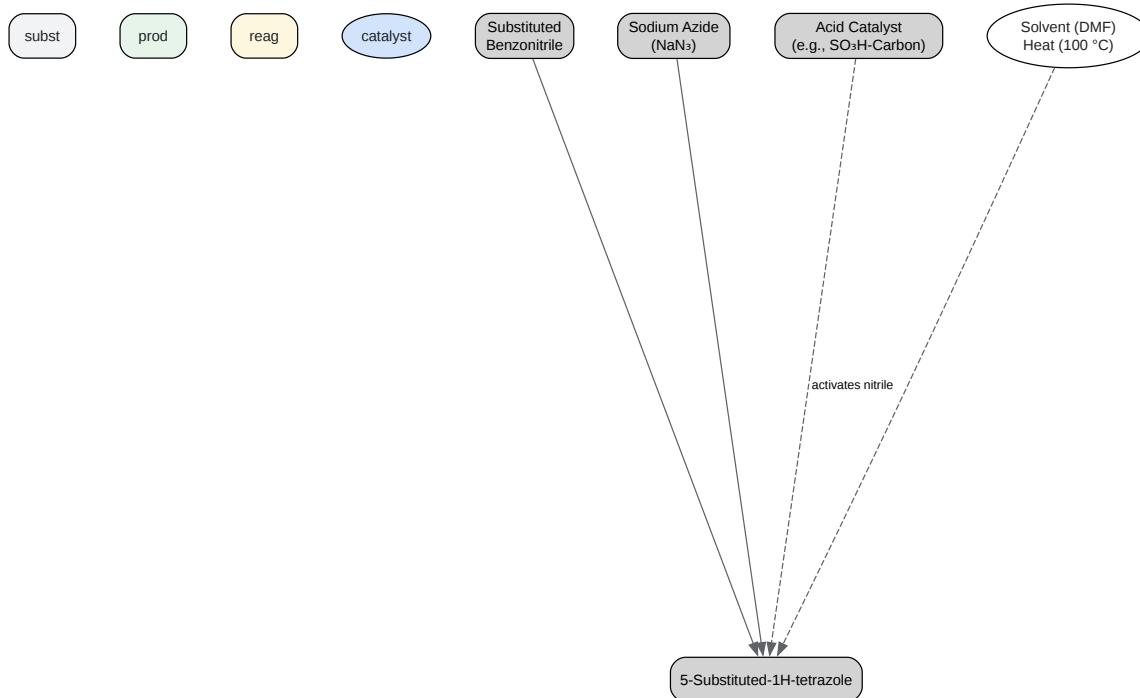 subst
prod
reag
catalyst
Substituted
Benzonitrile
Sodium Azide
(NaN₃)
Acid Catalyst
(e.g., SO₃H-Carbon)
Solvent (DMF)
Heat (100 °C)
activates nitrile
5-Substituted-1H-tetrazole